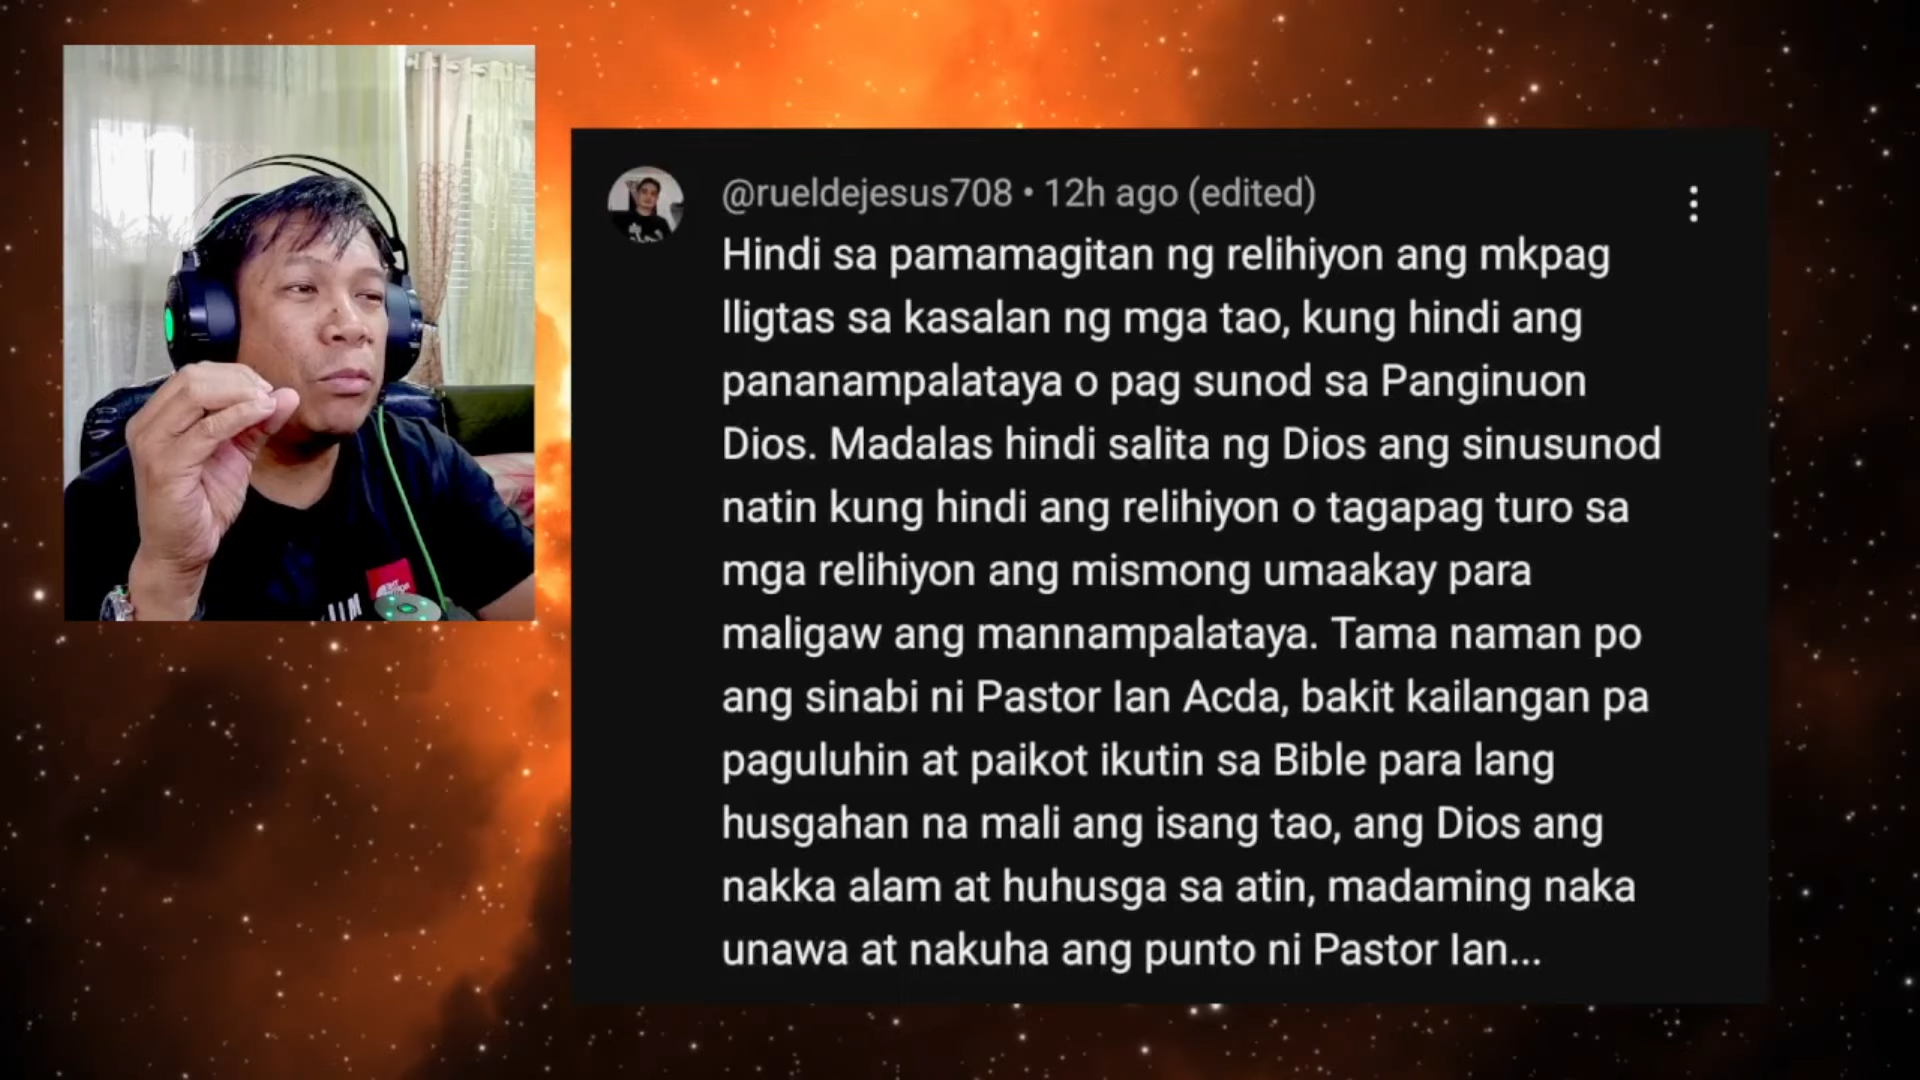 @rueldejesus708 • 12h ago (edited)
Hindi sa pamamagitan ng relihiyon ang mkpag
lligtas sa kasalan ng mga tao, kung hindi ang
pananampalataya o pag sunod sa Panginuon
Dios. Madalas hindi salita ng Dios ang sinusunod
natin kung hindi ang relihiyon o tagapag turo sa
mga relihiyon ang mismong umaakay para
maligaw ang mannampalataya. Tama naman po
ang sinabi ni Pastor Ian Acda, bakit kailangan pa
paguluhin at paikot ikutin sa Bible para lang
husgahan na mali ang isang tao, ang Dios ang
nakka alam at huhusga sa atin, madaming naka
unawa at nakuha ang punto ni Pastor Ian...